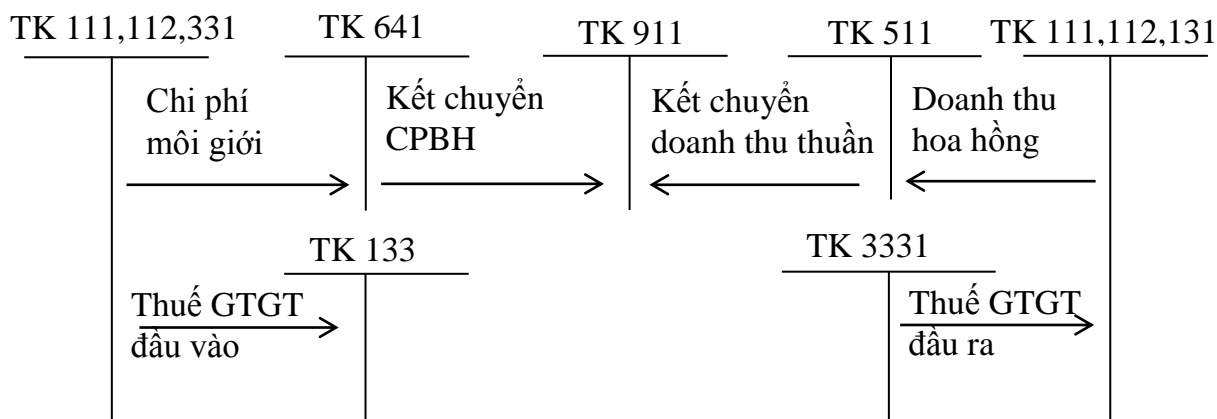 TK 111,112,331
TK 641
TK 911
TK 511
TK 111,112,131
Chi phí
môi giới
Kết chuyển
CPBH
Kết chuyển
doanh thu thuần
Doanh thu
hoa hồng
TK 133
TK 3331
Thuế GTGT
đầu vào
Thuế GTGT
đầu ra